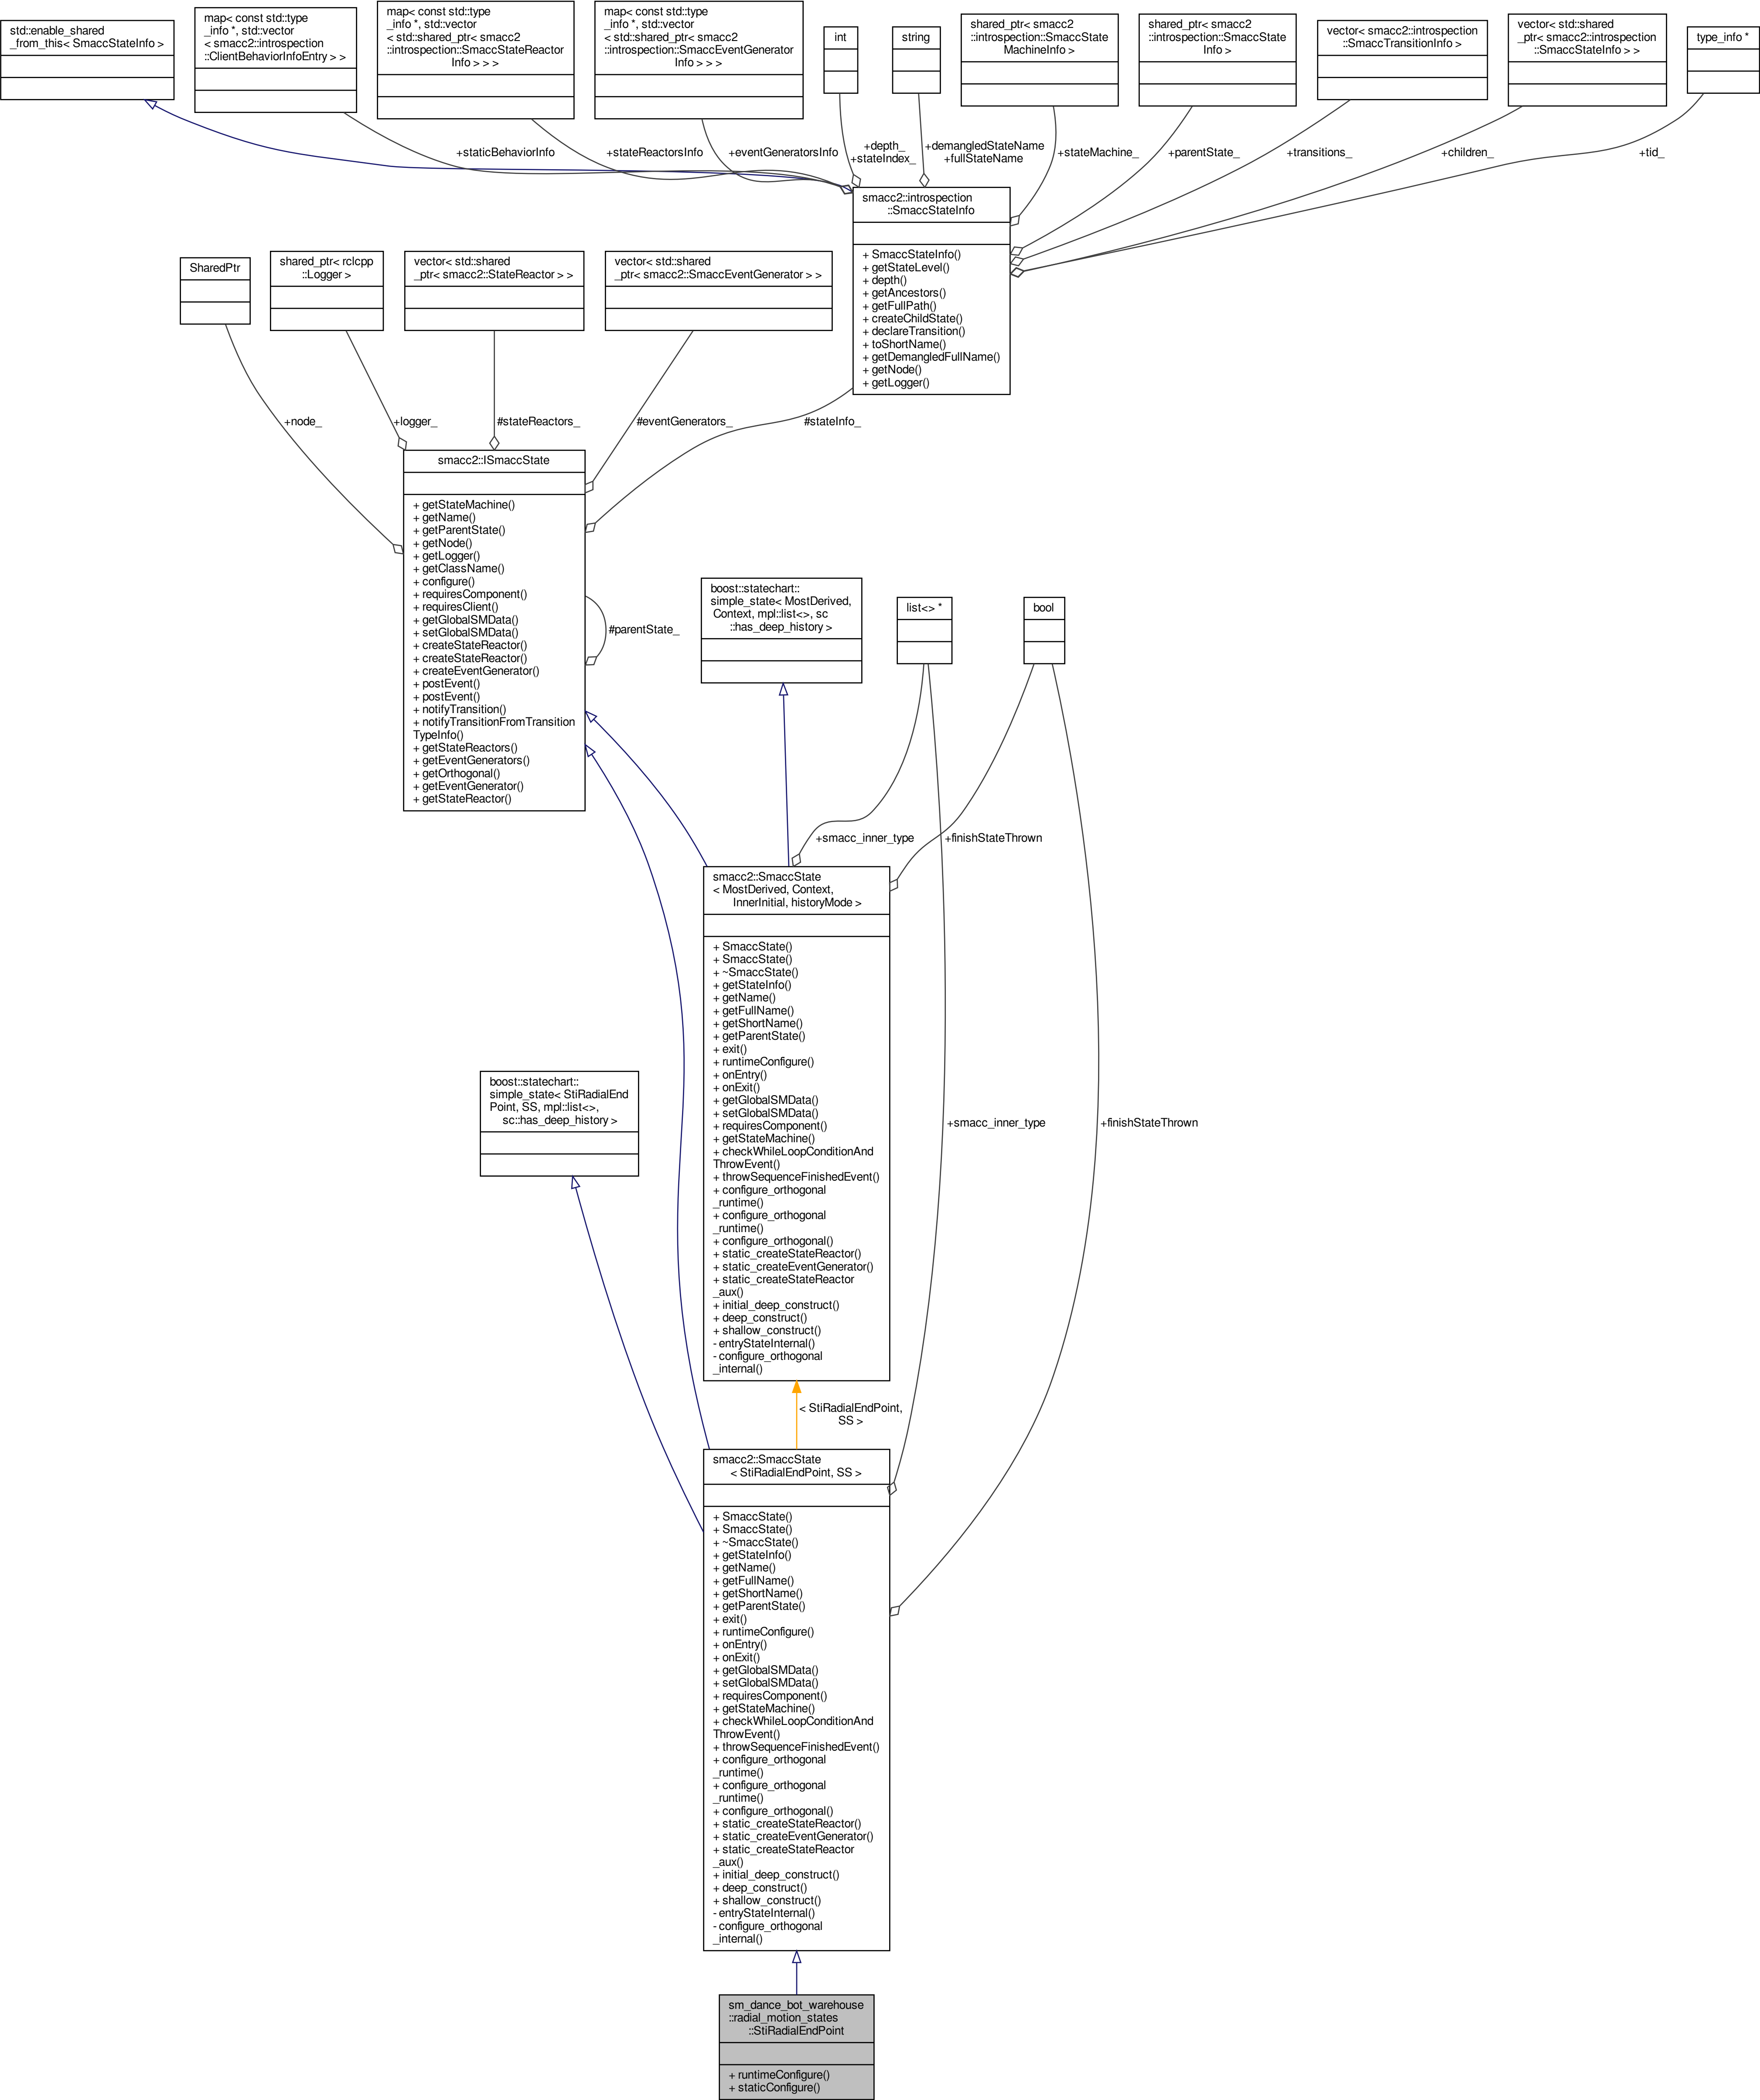 std::enable_shared
_from_this< SmaccStateInfo >
map< const std::type
_info *, std::vector
< smacc2::introspection
::ClientBehaviorInfoEntry > >
map< const std::type
_info *, std::vector
< std::shared_ptr< smacc2
::introspection::SmaccStateReactor
Info > > >
map< const std::type
_info *, std::vector
< std::shared_ptr< smacc2
::introspection::SmaccEventGenerator
Info > > >
int
string
shared_ptr< smacc2
::introspection::SmaccState
MachineInfo >
shared_ptr< smacc2
::introspection::SmaccState
Info >
vector< smacc2::introspection
::SmaccTransitionInfo >
vector< std::shared
_ptr< smacc2::introspection
::SmaccStateInfo > >
type_info *
+staticBehaviorInfo
+stateReactorsInfo
+eventGeneratorsInfo
+depth_
+stateIndex_
+demangledStateName
+fullStateName
+stateMachine_
+parentState_
+transitions_
+children_
+tid_
smacc2::introspection
::SmaccStateInfo
+ SmaccStateInfo()
+ getStateLevel()
+ depth()
+ getAncestors()
+ getFullPath()
+ createChildState()
+ declareTransition()
+ toShortName()
+ getDemangledFullName()
+ getNode()
+ getLogger()
SharedPtr
shared_ptr< rclcpp
::Logger >
vector< std::shared
_ptr< smacc2::StateReactor > >
vector< std::shared
_ptr< smacc2::SmaccEventGenerator > >
+node_
+logger_
#stateReactors_
#eventGenerators_
#stateInfo_
smacc2::ISmaccState
+ getStateMachine()
+ getName()
+ getParentState()
+ getNode()
+ getLogger()
+ getClassName()
+ configure()
+ requiresComponent()
+ requiresClient()
+ getGlobalSMData()
+ setGlobalSMData()
+ createStateReactor()
+ createStateReactor()
+ createEventGenerator()
+ postEvent()
+ postEvent()
+ notifyTransition()
+ notifyTransitionFromTransition
TypeInfo()
+ getStateReactors()
+ getEventGenerators()
+ getOrthogonal()
+ getEventGenerator()
+ getStateReactor()
#parentState_
boost::statechart::
simple_state< MostDerived,
Context, mpl::list<>, sc
::has_deep_history >
list<> *
bool
+smacc_inner_type
+finishStateThrown
smacc2::SmaccState
< MostDerived, Context,
InnerInitial, historyMode >
+ SmaccState()
+ SmaccState()
+ ~SmaccState()
+ getStateInfo()
+ getName()
+ getFullName()
+ getShortName()
+ getParentState()
+ exit()
+ runtimeConfigure()
+ onEntry()
+ onExit()
+ getGlobalSMData()
+ setGlobalSMData()
+ requiresComponent()
+ getStateMachine()
+ checkWhileLoopConditionAnd
ThrowEvent()
+ throwSequenceFinishedEvent()
+ configure_orthogonal
_runtime()
+ configure_orthogonal
_runtime()
+ configure_orthogonal()
+ static_createStateReactor()
+ static_createEventGenerator()
+ static_createStateReactor
_aux()
+ initial_deep_construct()
+ deep_construct()
+ shallow_construct()
- entryStateInternal()
- configure_orthogonal
_internal()
boost::statechart::
simple_state< StiRadialEnd
Point, SS, mpl::list<>,
sc::has_deep_history >
+smacc_inner_type
+finishStateThrown
< StiRadialEndPoint,
SS >
smacc2::SmaccState
< StiRadialEndPoint, SS >
+ SmaccState()
+ SmaccState()
+ ~SmaccState()
+ getStateInfo()
+ getName()
+ getFullName()
+ getShortName()
+ getParentState()
+ exit()
+ runtimeConfigure()
+ onEntry()
+ onExit()
+ getGlobalSMData()
+ setGlobalSMData()
+ requiresComponent()
+ getStateMachine()
+ checkWhileLoopConditionAnd
ThrowEvent()
+ throwSequenceFinishedEvent()
+ configure_orthogonal
_runtime()
+ configure_orthogonal
_runtime()
+ configure_orthogonal()
+ static_createStateReactor()
+ static_createEventGenerator()
+ static_createStateReactor
_aux()
+ initial_deep_construct()
+ deep_construct()
+ shallow_construct()
- entryStateInternal()
- configure_orthogonal
_internal()
sm_dance_bot_warehouse
::radial_motion_states
::StiRadialEndPoint
+ runtimeConfigure()
+ staticConfigure()